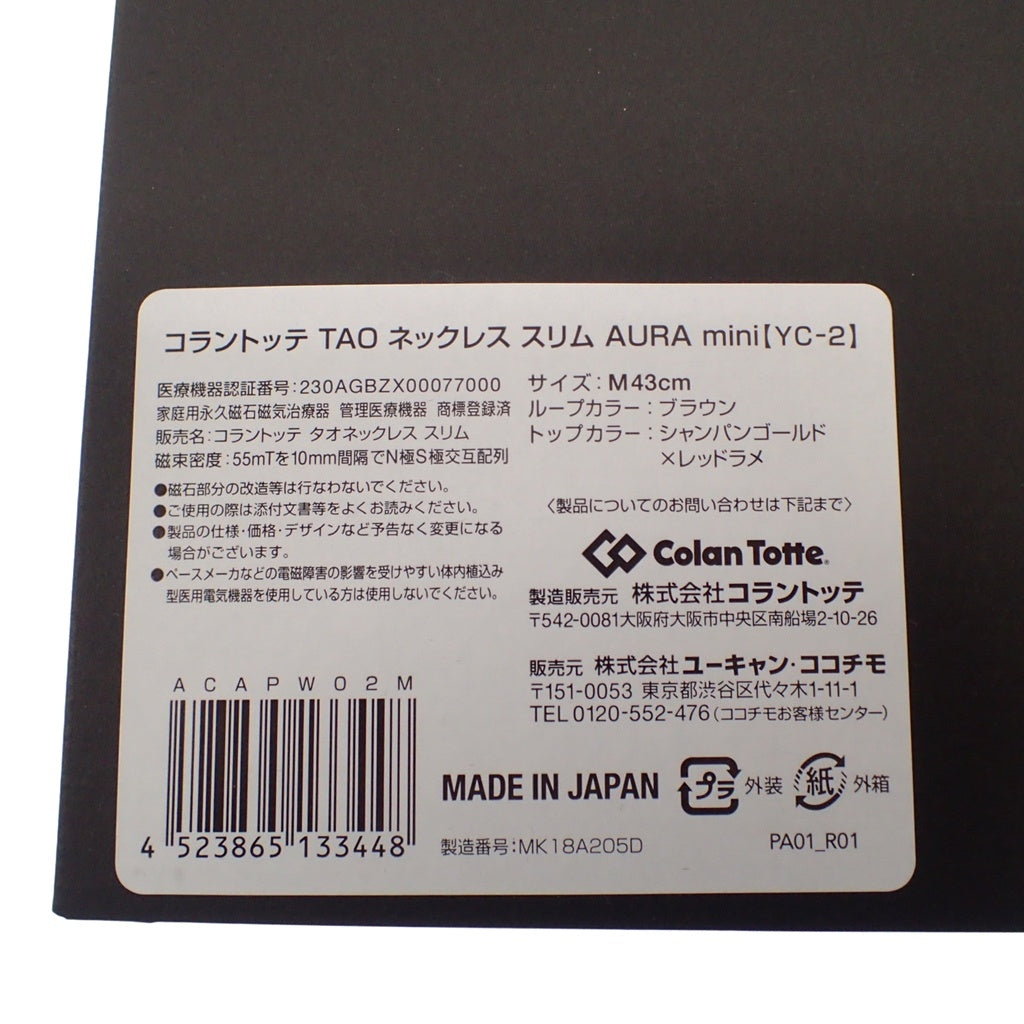 コラントッテ TAO ネックレス スリム AURA mini【YC-2】
医療機器認証番号:230AGBZX00077000
家庭用永久磁石磁気治療器 管理医療機器 商標登録済
販売名:コラントッテ タオネックレス スリム
磁束密度:55mTを10mm間隔でN極S極交互配列
●磁石部分の改造等は行なわないでください。
●ご使用の際は添付文書等をよくお読みください。
●製品の仕様・価格・デザインなど予告なく変更になる
場合がございます。
●ペースメーカなどの電磁障害の影響を受けやすい体内植込み
型医用電気機器を使用している方は使用しないでください。
サイズ:M43cm
ループカラー:ブラウン
トップカラー:シャンパンゴールド
×レッドラメ
〈製品についてのお問い合わせは下記まで〉
Colan Totte®
製造販売元 株式会社コラントッテ
〒542-0081大阪府大阪市中央区南船場2-10-26
販売元 株式会社ユーキャン・ココチモ
〒151-0053 東京都渋谷区代々木1-11-1
TEL 0120-552-476(ココチモお客様センター)
ACAPW02M
4 523865 133448
MADE IN JAPAN
プラ 外装
紙 外箱
製造番号:MK18A205D
PA01_R01